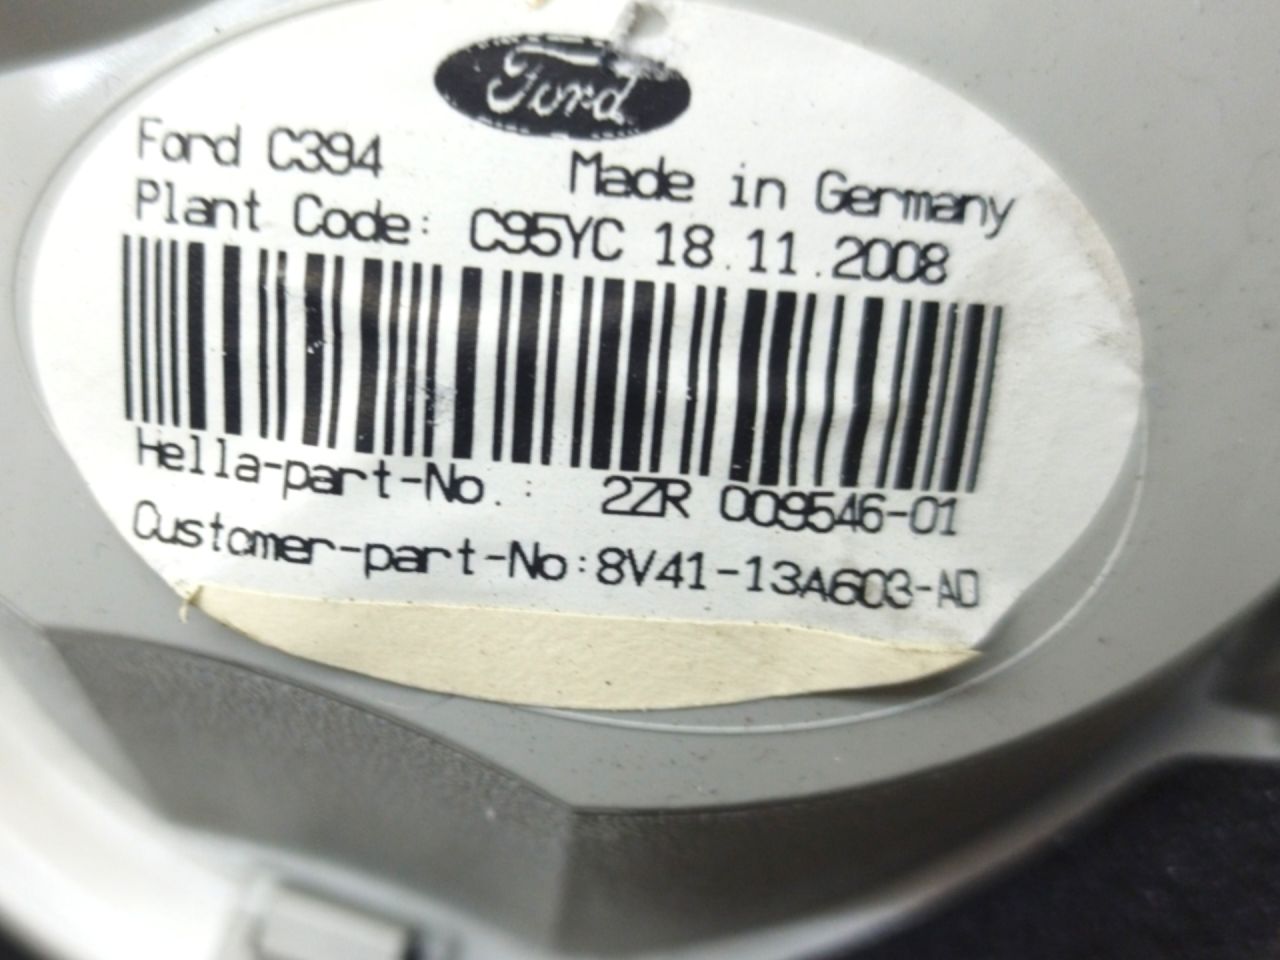 Ford
Ford C394
Made in Germany
Plant Code: C95YC 18.11.2008
Hella-part-No.: 2ZR 009546-01
Customer-part-No:8V41-13A603-AD